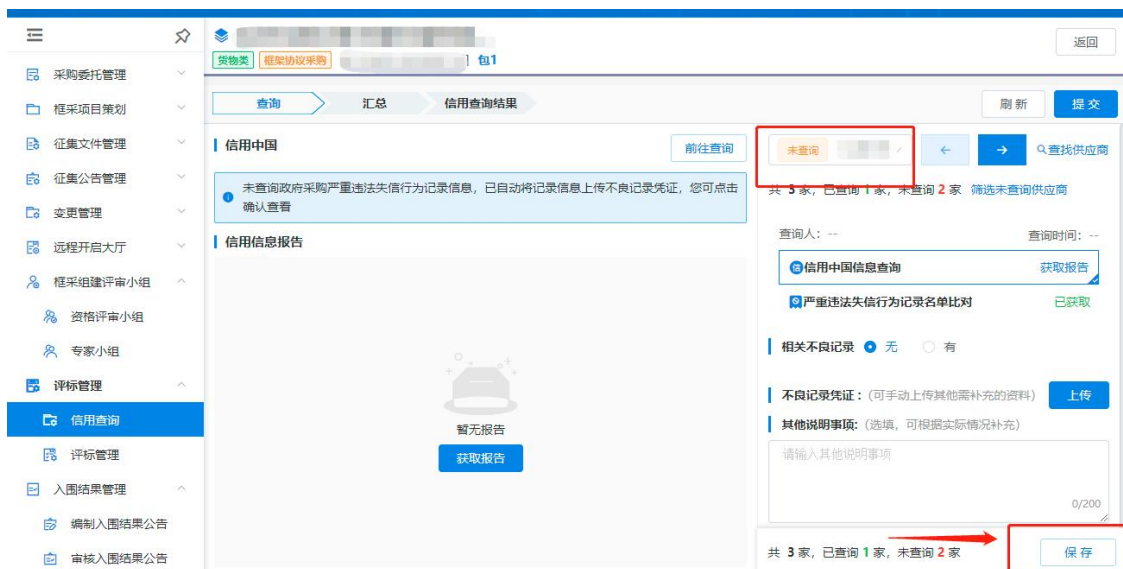 返回
货物类 框架协议采购 包1
采购委托管理
框采项目策划
征集文件管理
征集公告管理
变更管理
远程开启大厅
框采组建评审小组
资格评审小组
专家小组
评标管理
信用查询
评标管理
入围结果管理
编制入围结果公告
审核入围结果公告
查询 汇总 信用查询结果
刷新 提交
信用中国 前往查询
未查询政府采购严重违法失信行为记录信息，已自动将记录信息上传不良记录凭证，您可点击
确认查看
信用信息报告
暂无报告
获取报告
未查询 ← → 查找供应商
共 3 家，已查询 1 家，未查询 2 家 筛选未查询供应商
查询人：-- 查询时间：--
信用中国信息查询 获取报告
严重违法失信行为记录名单比对 已获取
相关不良记录 无 有
不良记录凭证：(可手动上传其他需补充的资料) 上传
其他说明事项：(选填，可根据实际情况补充)
请输入其他说明事项
0/200
共 3 家，已查询 1 家，未查询 2 家 保存